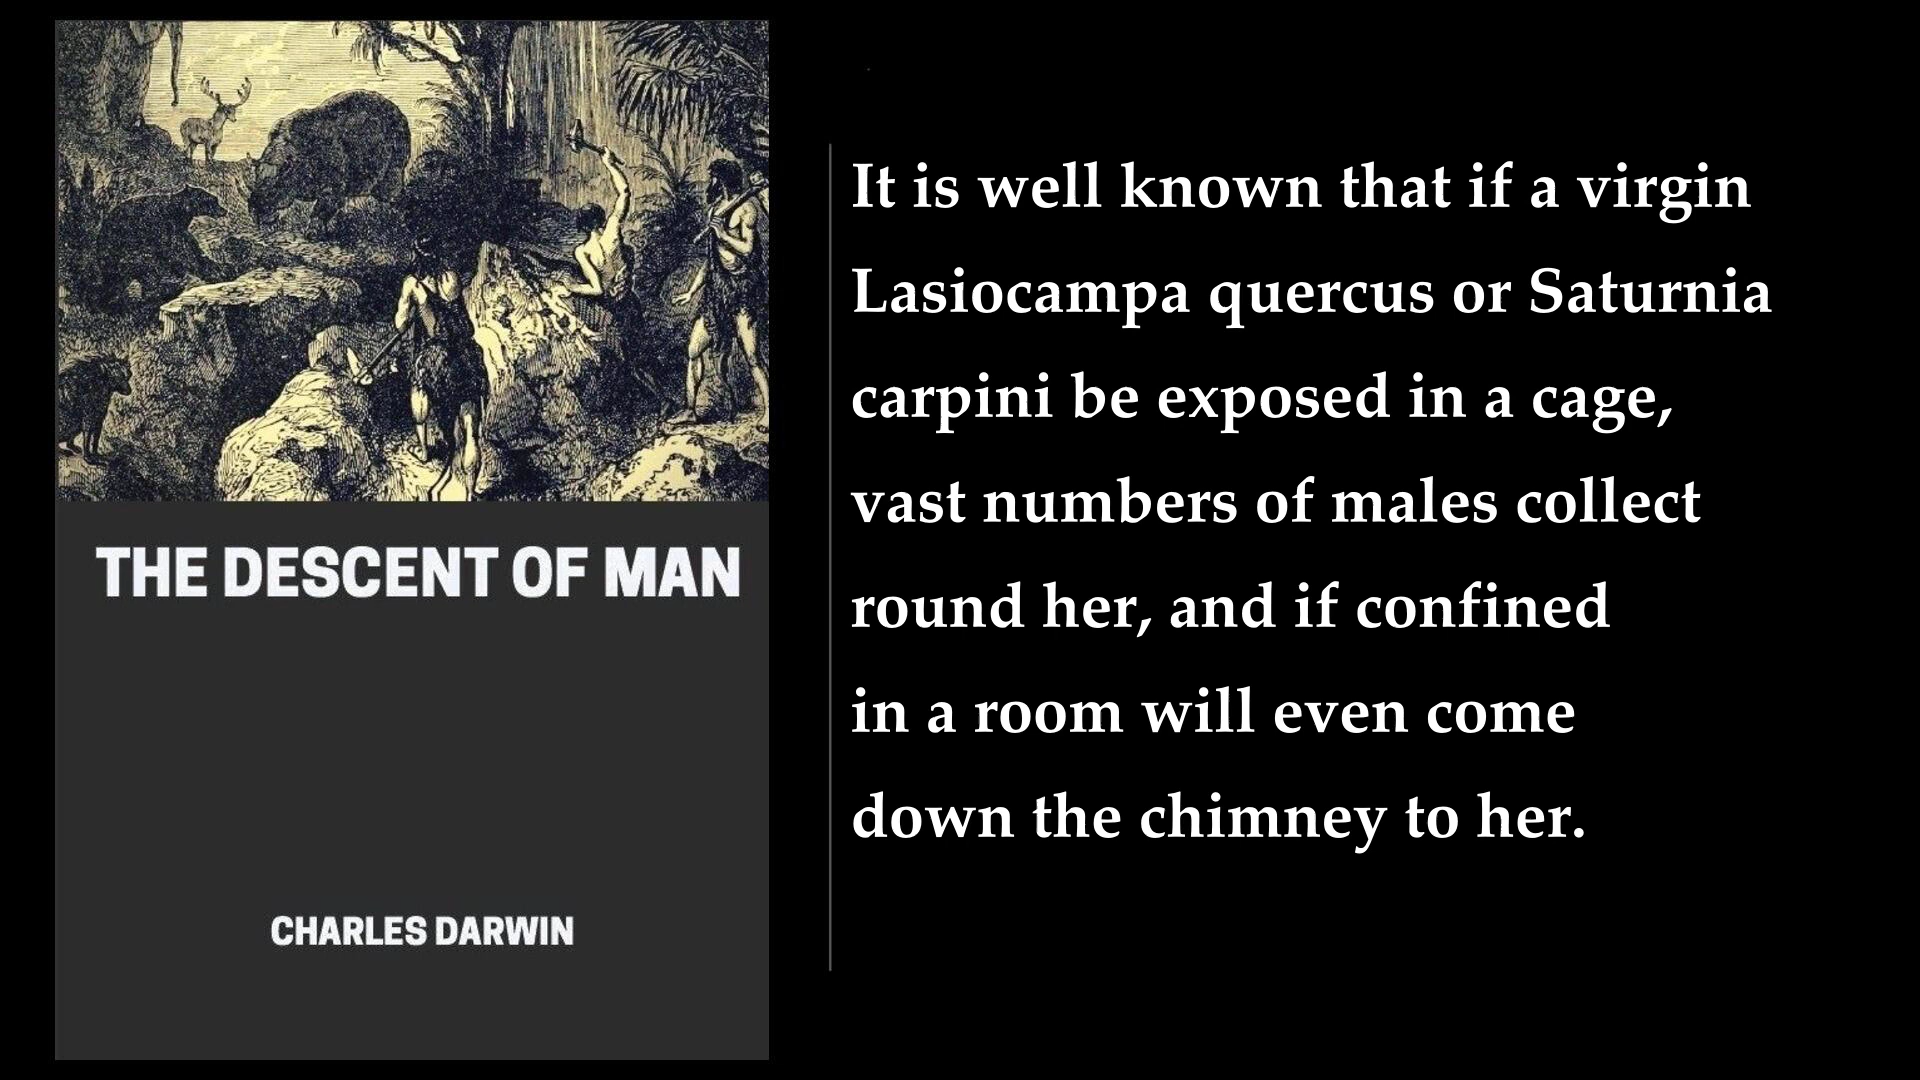 THE DESCENT OF MAN
CHARLES DARWIN
It is well known that if a virgin
Lasiocampa quercus or Saturnia
carpini be exposed in a cage,
vast numbers of males collect
round her, and if confined
in a room will even come
down the chimney to her.